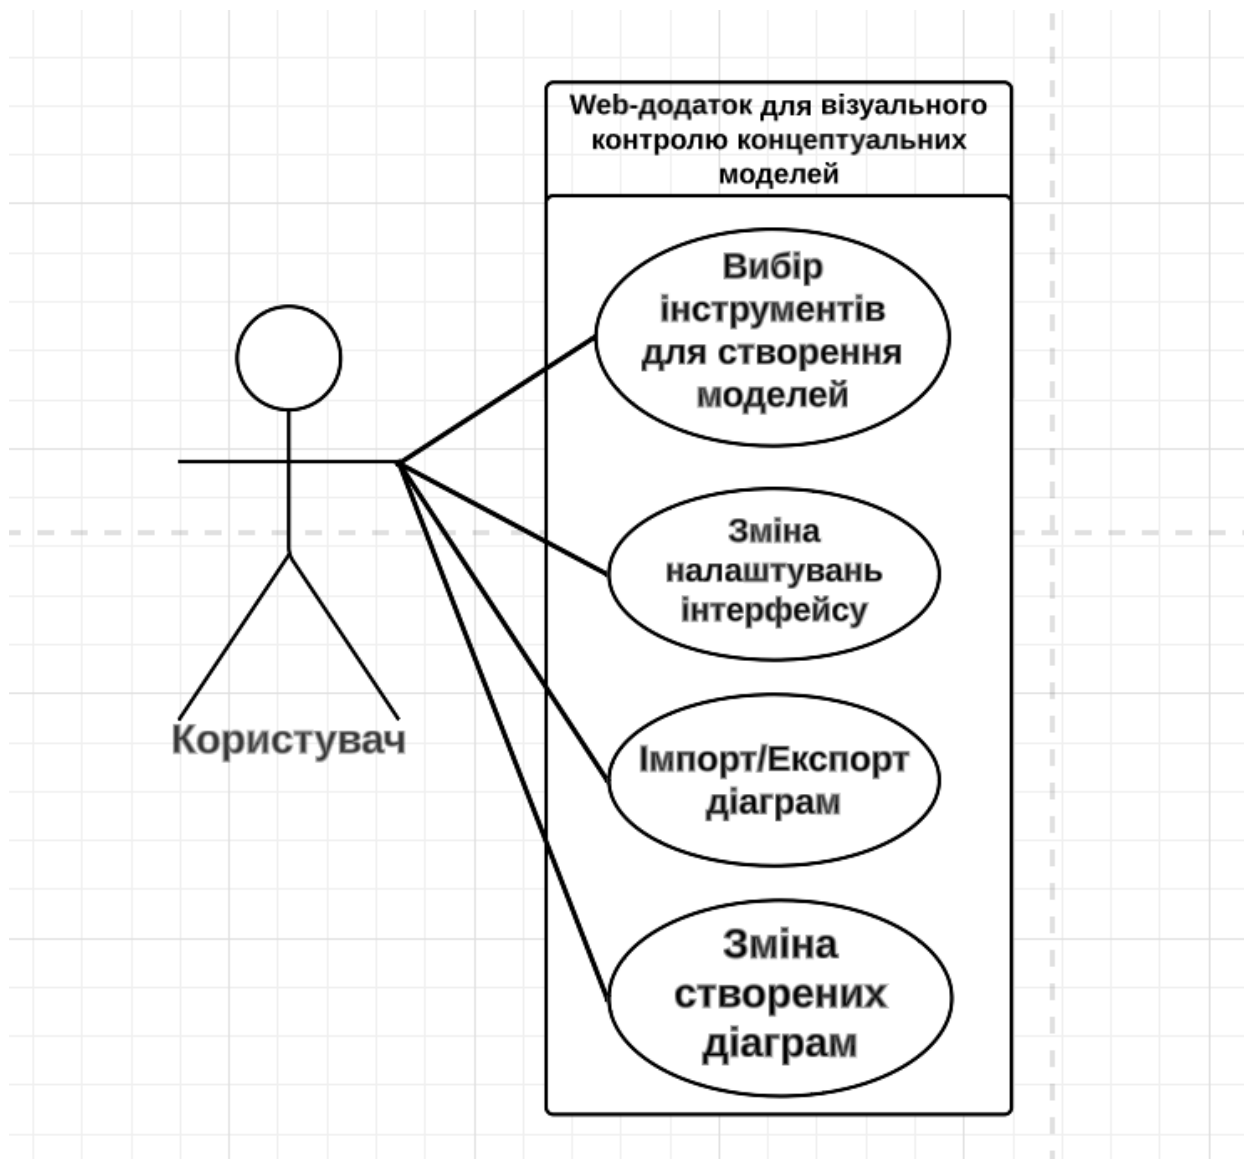 Web-додаток для візуального
контролю концептуальних
моделей
Вибір
інструментів
для створення
моделей
Зміна
налаштувань
інтерфейсу
Імпорт/Експорт
діаграм
Зміна
створених
діаграм
Користувач